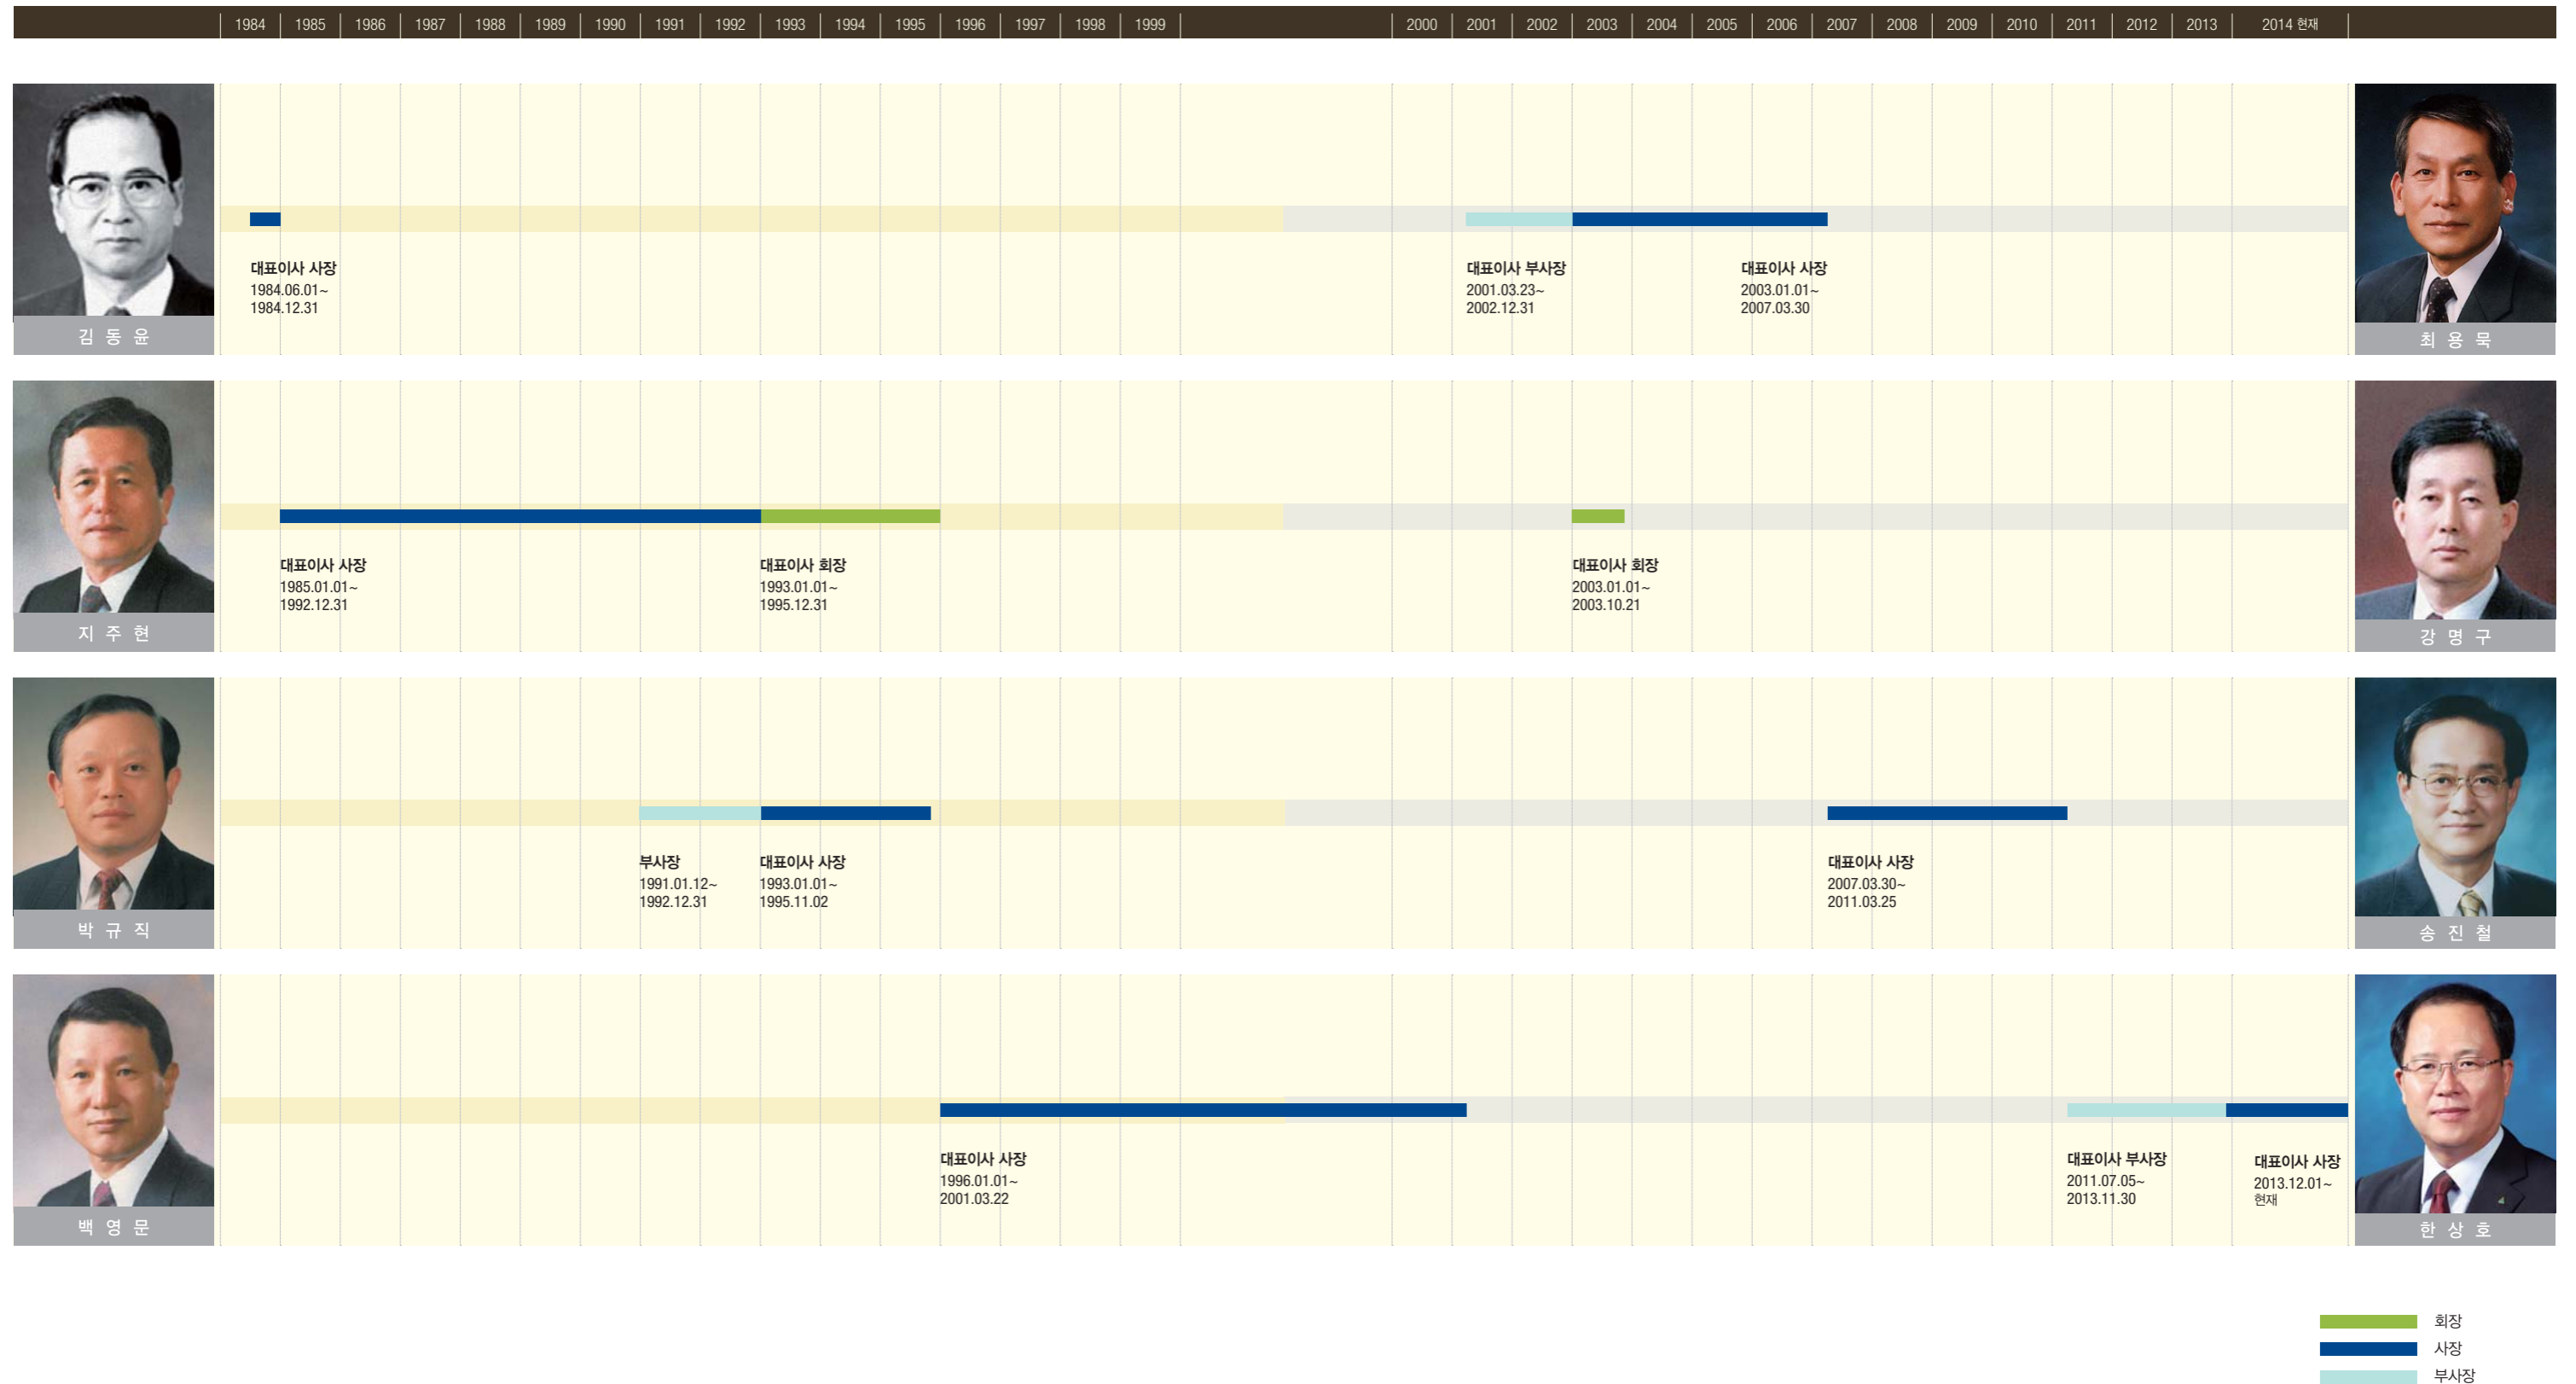 1984 1985 1986 1987 1988 1989 1990 1991 1992 1993 1994 1995 1996 1997 1998 1999 2000 2001 2002 2003 2004 2005 2006 2007 2008 2009 2010 2011 2012 2013 2014 현재
대표이사 사장
1984.06.01~
1984.12.31
김 동 윤
대표이사 부사장
2001.03.23~
2002.12.31
대표이사 사장
2003.01.01~
2007.03.30
최 용 묵
대표이사 사장
1985.01.01~
1992.12.31
대표이사 회장
1993.01.01~
1995.12.31
지 주 현
대표이사 회장
2003.01.01~
2003.10.21
강 명 구
부사장
1991.01.12~
1992.12.31
대표이사 사장
1993.01.01~
1995.11.02
박 규 직
대표이사 사장
2007.03.30~
2011.03.25
송 진 철
대표이사 사장
1996.01.01~
2001.03.22
백 영 문
대표이사 부사장
2011.07.05~
2013.11.30
대표이사 사장
2013.12.01~
현재
한 상 호
회장
사장
부사장